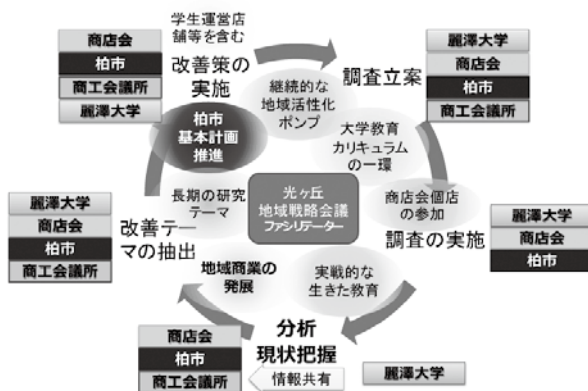 学生運営店
舗等を含む
商店会
柏市
商工会議所
麗澤大学
改善策の
実施
継続的な
地域活性化
ポンプ
調査立案
麗澤大学
商店会
柏市
商工会議所
柏市
基本計画
推進
大学教育
カリキュラム
の一環
麗澤大学
商店会
柏市
商工会議所
改善テー
マの抽出
長期の研究
テーマ
光ヶ丘
地域戦略会議
ファシリテーター
商店会個店
の参加
調査の実施
麗澤大学
商店会
柏市
地域商業の
発展
実戦的な
生きた教育
分析
現状把握
商店会
柏市
商工会議所
情報共有
麗澤大学